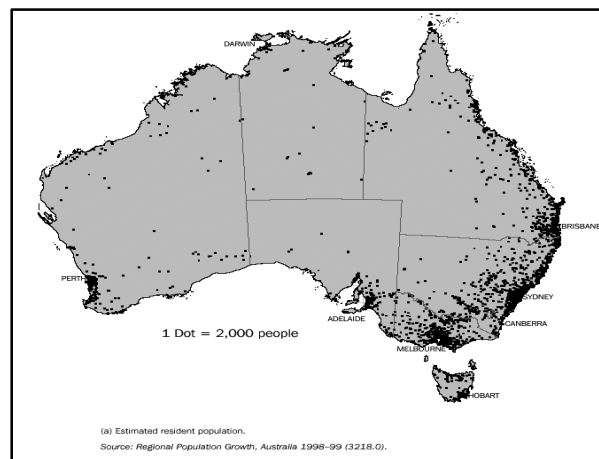 DARWIN
BRISBANE
PERTH
SYDNEY
ADELAIDE
CANBERRA
1 Dot = 2,000 people
MELBOURNE
HOBART
(a) Estimated resident population.
Source: Regional Population Growth, Australia 1998–99 (3218.0).